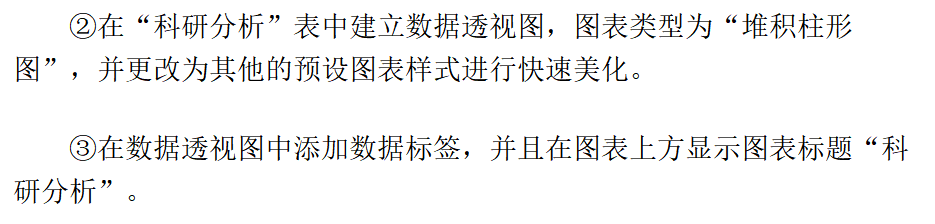 ②在“科研分析”表中建立数据透视图，图表类型为“堆积柱形
图”，并更改为其他的预设图表样式进行快速美化。
③在数据透视图中添加数据标签，并且在图表上方显示图表标题“科
研分析”。